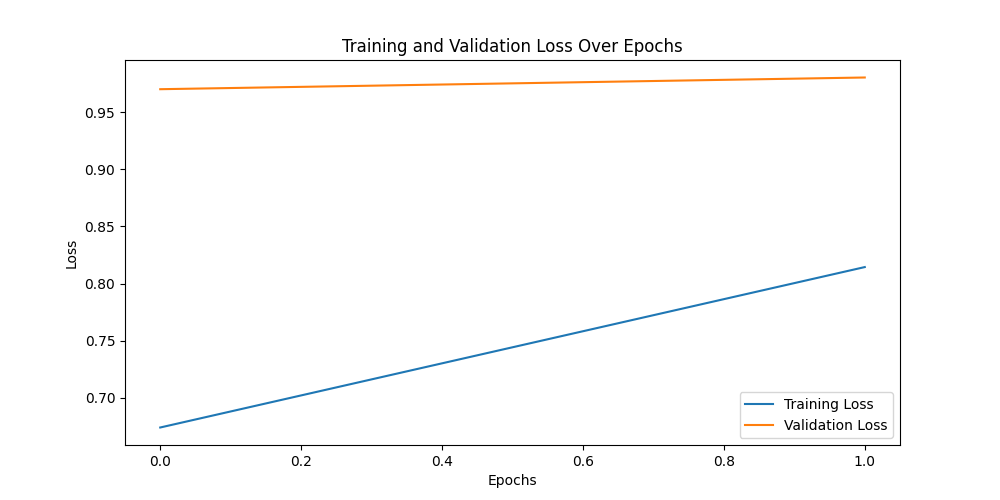 Training and Validation Loss Over Epochs
Loss
0.95
0.90
0.85
0.80
0.75
0.70
0.0 0.2 0.4 0.6 0.8 1.0
Epochs
Training Loss
Validation Loss